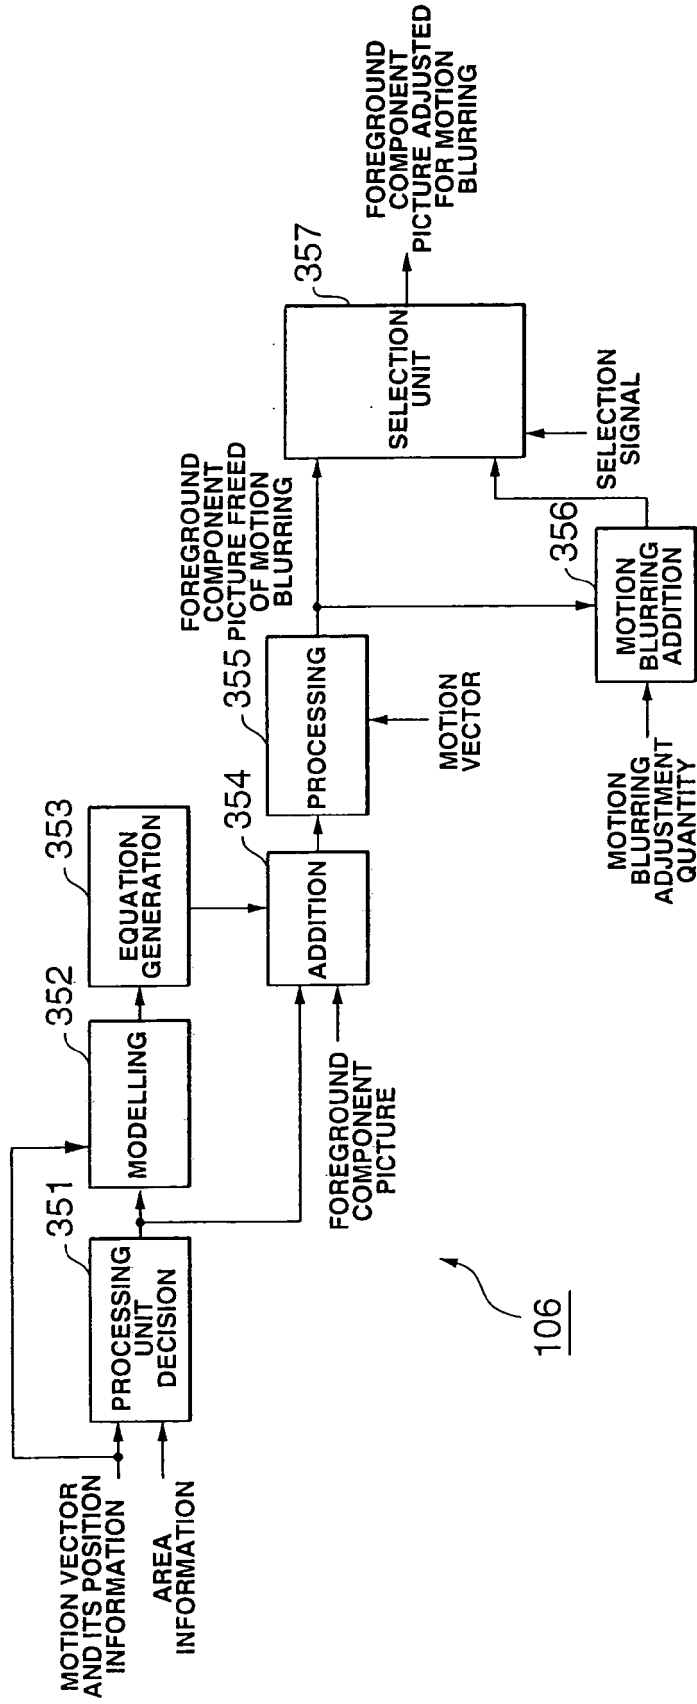 MOTION VECTOR
AND ITS POSITION
INFORMATION
AREA
INFORMATION
351
PROCESSING
UNIT
DECISION
352
MODELLING
353
EQUATION
GENERATION
FOREGROUND
COMPONENT
PICTURE
354
ADDITION
355
PROCESSING
MOTION
VECTOR
FOREGROUND
COMPONENT
PICTURE FREED
OF MOTION
BLURRING
MOTION
BLURRING
ADJUSTMENT
QUANTITY
356
MOTION
BLURRING
ADDITION
SELECTION
SIGNAL
357
SELECTION
UNIT
FOREGROUND
COMPONENT
PICTURE ADJUSTED
FOR MOTION
BLURRING
106